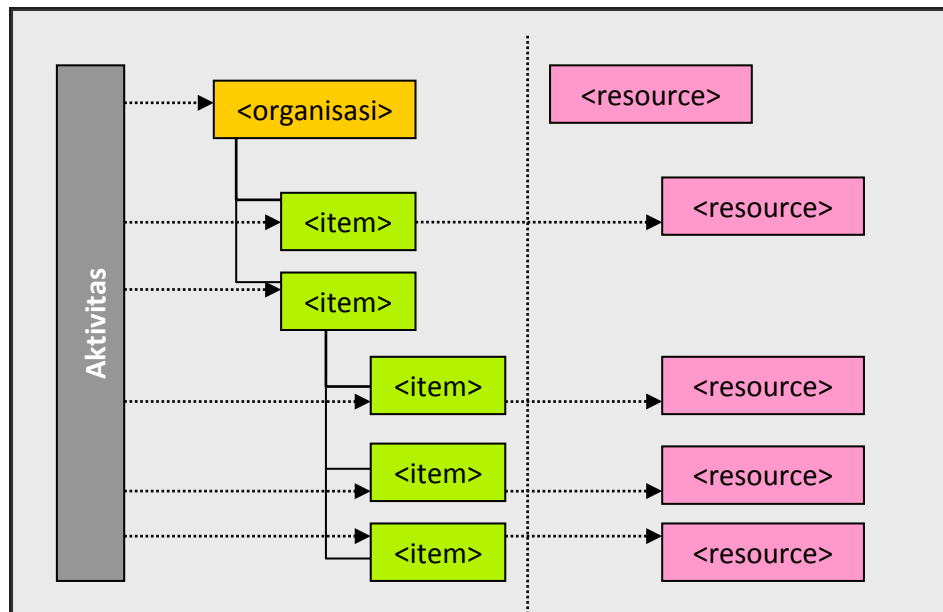 Aktivitas
<organisasi>
<resource>
<item>
<resource>
<item>
<item>
<resource>
<item>
<resource>
<item>
<resource>